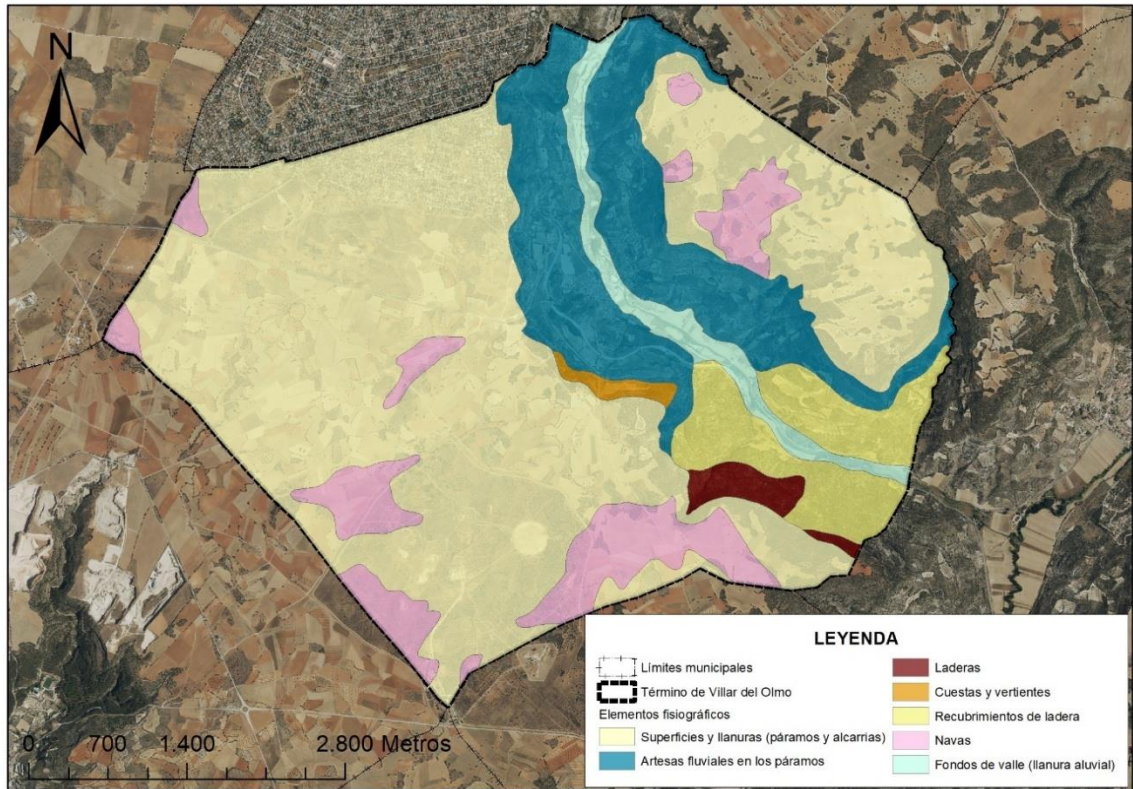 N
0 700 1.400 2.800 Metros
LEYENDA
Límites municipales
Término de Villar del Olmo
Elementos fisiográficos
Superficies y llanuras (páramos y alcarrias)
Artesas fluviales en los páramos
Laderas
Cuestas y vertientes
Recubrimientos de ladera
Navas
Fondos de valle (llanura aluvial)